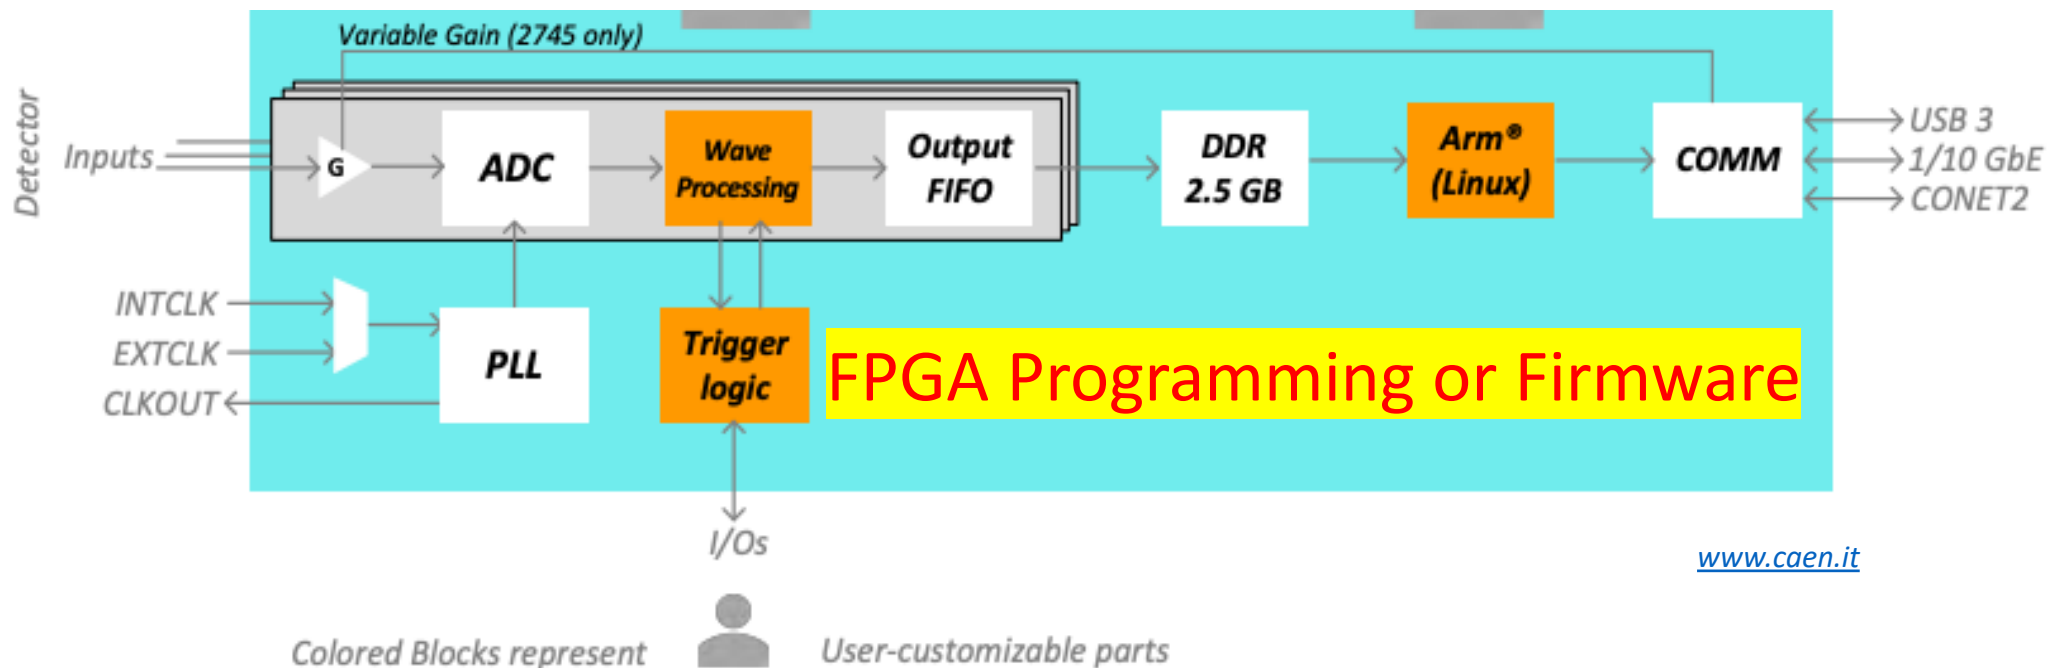 Variable Gain (2745 only)
Detector
Inputs
G
ADC
Wave
Processing
Output
FIFO
DDR
2.5 GB
Arm®
(Linux)
COMM
USB 3
1/10 GbE
CONET2
INTCLK
EXTCLK
CLKOUT
PLL
Trigger
logic
FPGA Programming or Firmware
I/Os
www.caen.it
Colored Blocks represent
User-customizable parts